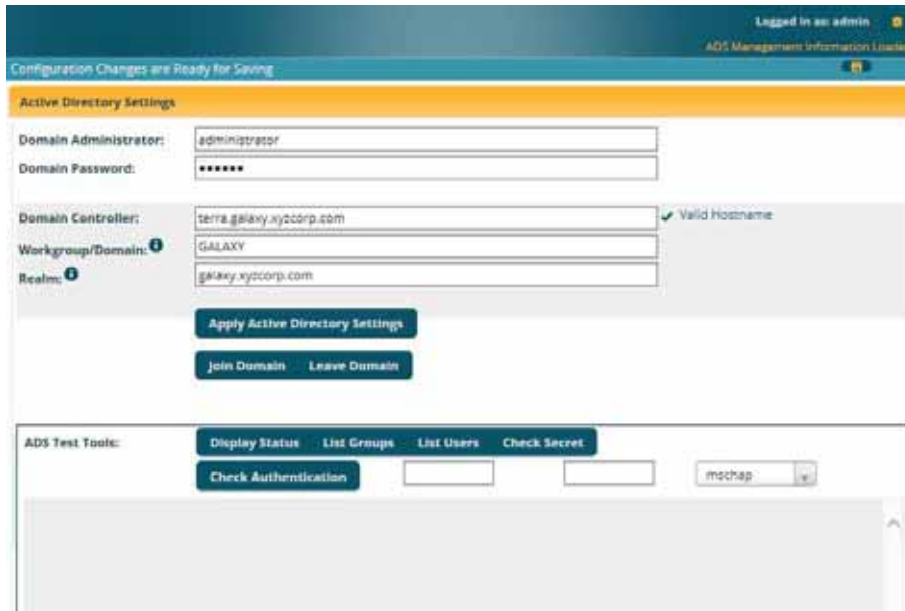 Logged in as: admin
ADS Management Information Loade
Configuration Changes are Ready for Saving
Active Directory Settings
Domain Administrator: administrator
Domain Password: ••••••
Domain Controller: terra.galaxy.xyzcorp.com Valid Hostname
Workgroup/Domain: GALAXY
Realm: galaxy.xyzcorp.com
Apply Active Directory Settings
Join Domain Leave Domain
ADS Test Tools: Display Status List Groups List Users Check Secret
Check Authentication mschap